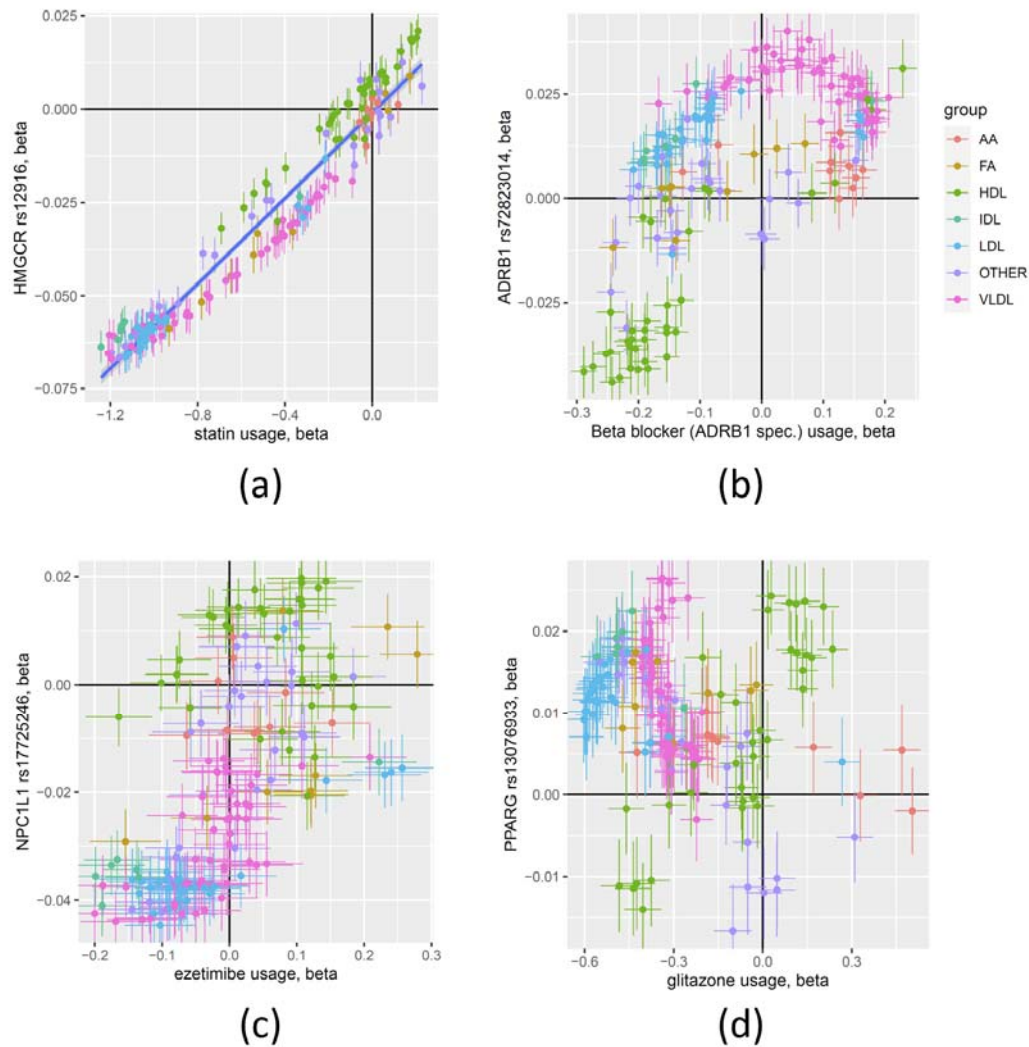 0.025
0.000
−0.025
−0.050
−0.075
HMGCR rs12916, beta
−1.2 −0.8 −0.4 0.0
statin usage, beta
(a)
0.025
0.000
−0.025
ADRB1 rs72823014, beta
−0.3 −0.2 −0.1 0.0 0.1 0.2
Beta blocker (ADRB1 spec.) usage, beta
(b)
group
AA
FA
HDL
IDL
LDL
OTHER
VLDL
0.02
0.00
−0.02
−0.04
NPC1L1 rs17725246, beta
−0.2 −0.1 0.0 0.1 0.2 0.3
ezetimibe usage, beta
(c)
0.02
0.01
0.00
−0.01
PPARG rs13076933, beta
−0.6 −0.3 0.0 0.3
glitazone usage, beta
(d)